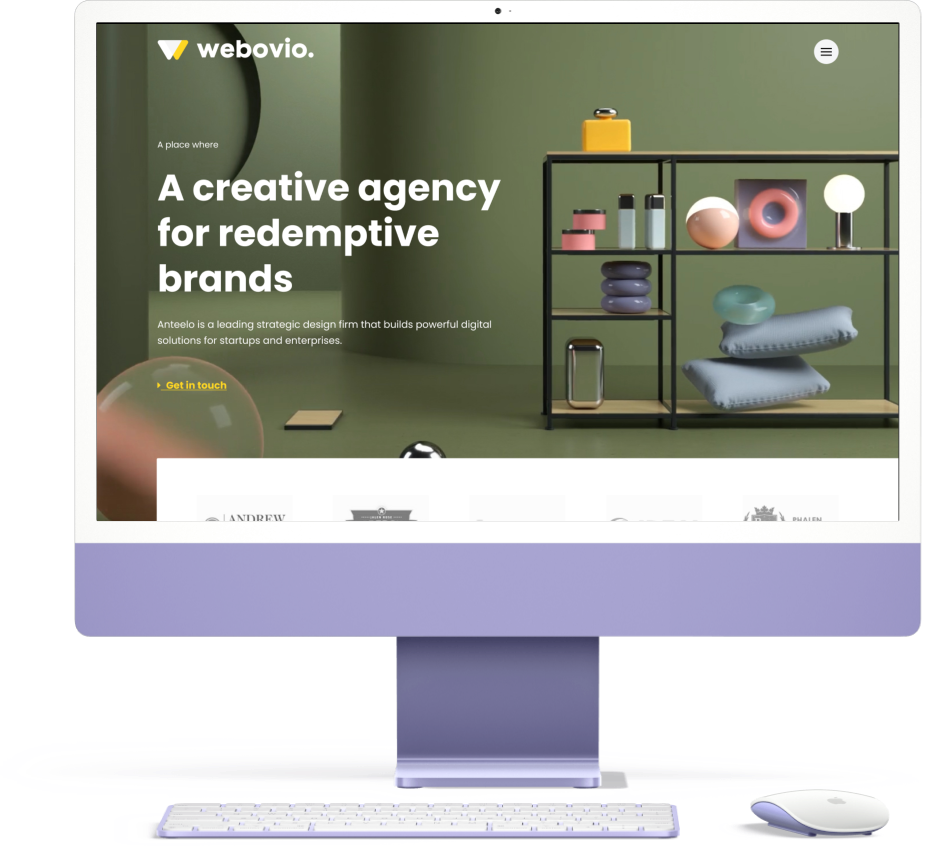 webovio.
A place where
A creative agency
for redemptive
brands
Anteelo is a leading strategic design firm that builds powerful digital
solutions for startups and enterprises.
Get in touch
ANDREW